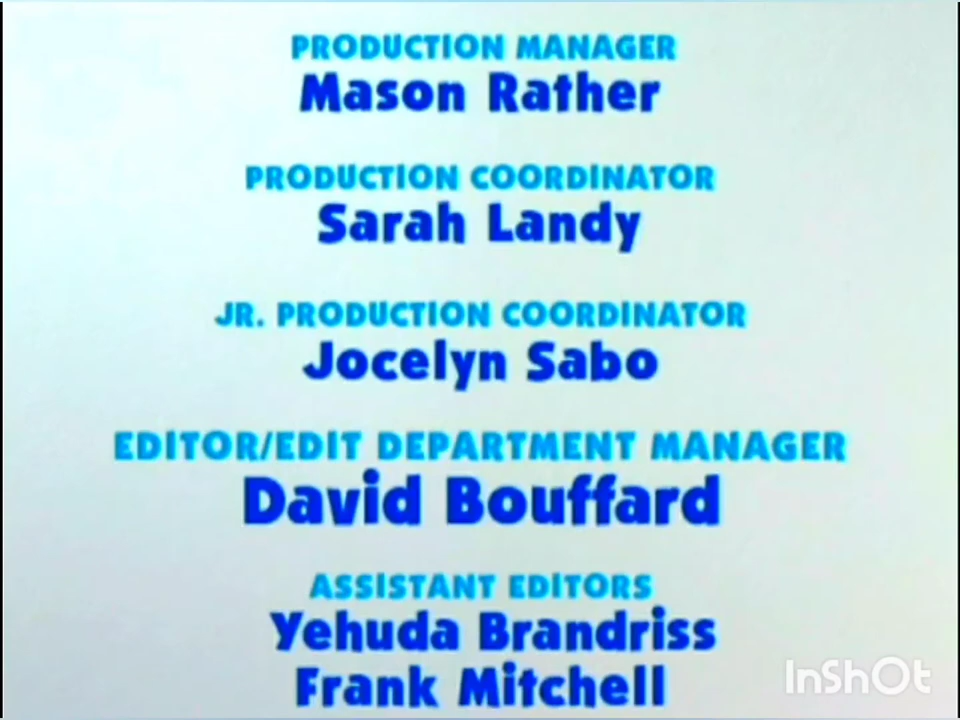 PRODUCTION MANAGER
Mason Rather
PRODUCTION COORDINATOR
Sarah Landy
JR. PRODUCTION COORDINATOR
Jocelyn Sabo
EDITOR/EDIT DEPARTMENT MANAGER
David Bouffard
ASSISTANT EDITORS
Yehuda Brandriss
Frank Mitchell
InShOt